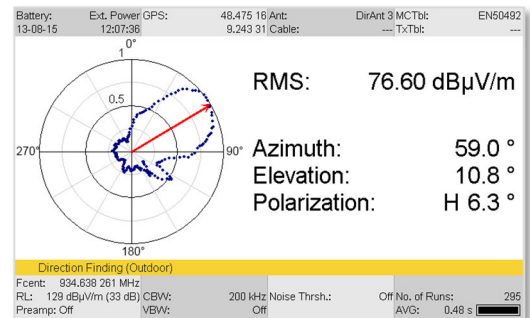 Battery: Ext. Power GPS: 48.475 16 Ant: DirAnt 3 MCTbl: EN50492
13-08-15 12:07:36 9.243 31 Cable: --- TxTbl: ---
0°
1
0.5
270°
90°
180°
RMS: 76.60 dBµV/m
Azimuth: 59.0 °
Elevation: 10.8 °
Polarization: H 6.3 °
Direction Finding (Outdoor)
Fcent: 934.638 261 MHz
RL: 129 dBµV/m (33 dB) CBW: 200 kHz Noise Thrsh.: Off No. of Runs: 295
Preamp: Off VBW: Off AVG: 0.48 s